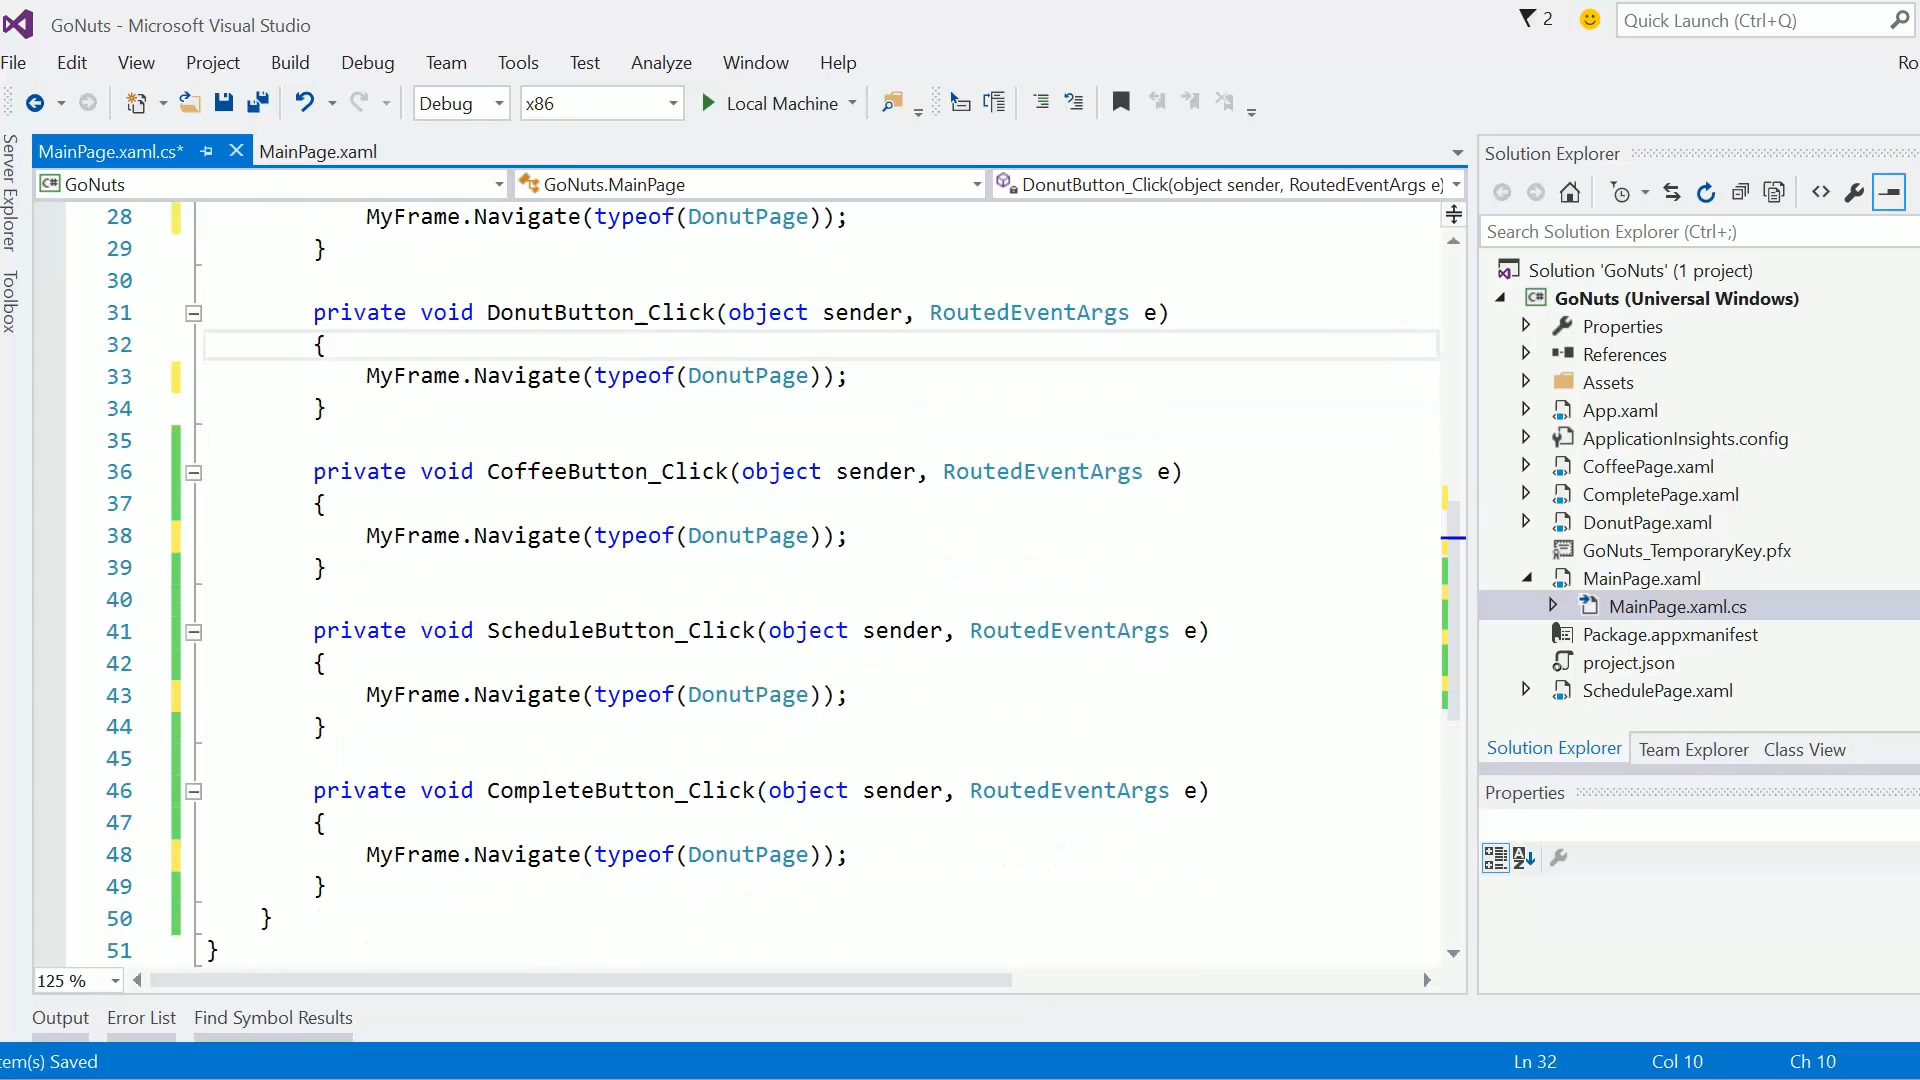 GoNuts - Microsoft Visual Studio
2
Quick Launch (Ctrl+Q)
File Edit View Project Build Debug Team Tools Test Analyze Window Help
Ro
Debug x86 Local Machine
Server Explorer
Toolbox
MainPage.xaml.cs* MainPage.xaml
C# GoNuts GoNuts.MainPage DonutButton_Click(object sender, RoutedEventArgs e)
28 MyFrame.Navigate(typeof(DonutPage));
29 }
30
31 private void DonutButton_Click(object sender, RoutedEventArgs e)
32 {
33 MyFrame.Navigate(typeof(DonutPage));
34 }
35
36 private void CoffeeButton_Click(object sender, RoutedEventArgs e)
37 {
38 MyFrame.Navigate(typeof(DonutPage));
39 }
40
41 private void ScheduleButton_Click(object sender, RoutedEventArgs e)
42 {
43 MyFrame.Navigate(typeof(DonutPage));
44 }
45
46 private void CompleteButton_Click(object sender, RoutedEventArgs e)
47 {
48 MyFrame.Navigate(typeof(DonutPage));
49 }
50 }
51 }
125 %
Solution Explorer
Search Solution Explorer (Ctrl+;)
Solution 'GoNuts' (1 project)
C# GoNuts (Universal Windows)
Properties
References
Assets
App.xaml
ApplicationInsights.config
CoffeePage.xaml
CompletePage.xaml
DonutPage.xaml
GoNuts_TemporaryKey.pfx
MainPage.xaml
MainPage.xaml.cs
Package.appxmanifest
project.json
SchedulePage.xaml
Solution Explorer Team Explorer Class View
Properties
Output Error List Find Symbol Results
tem(s) Saved Ln 32 Col 10 Ch 10